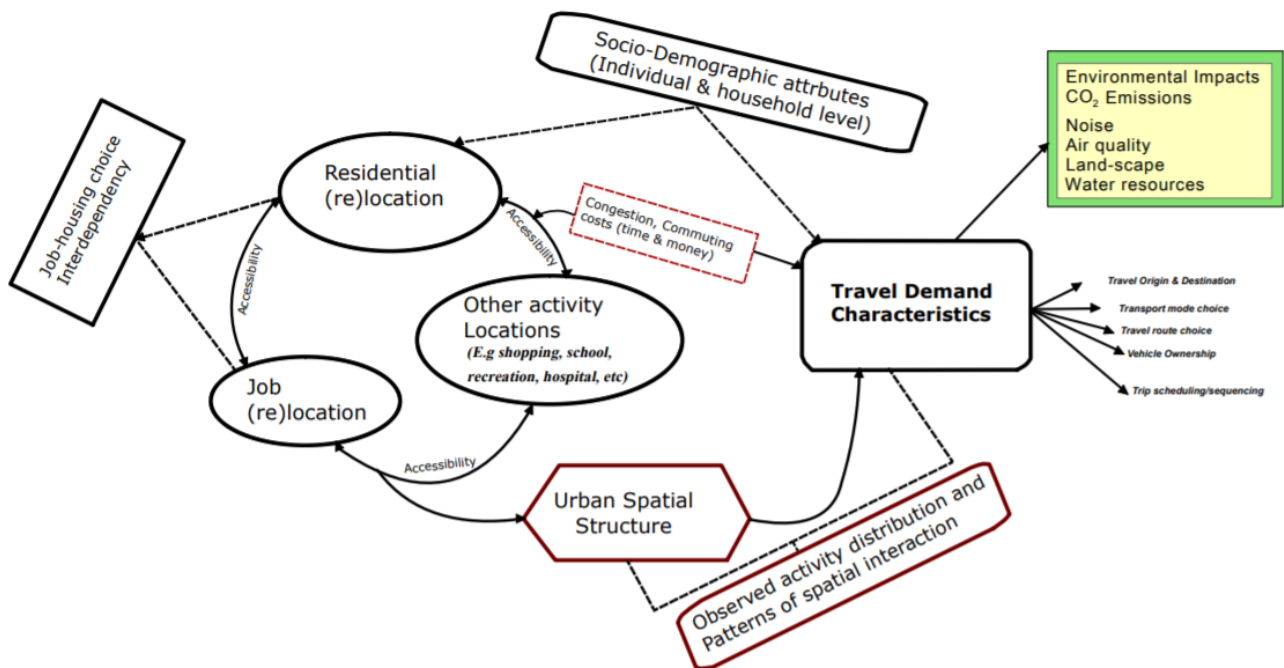 Socio-Demographic attrbutes
(Individual & household level)
Environmental Impacts
CO₂ Emissions
Noise
Air quality
Land-scape
Water resources
Job-housing choice
Interdependency
Residential
(re)location
Congestion, Commuting
costs (time & money)
Accessibility
Accessibility
Other activity
Locations
(E.g shopping, school,
recreation, hospital, etc)
Travel Demand
Characteristics
Travel Origin & Destination
Transport mode choice
Travel route choice
Vehicle Ownership
Trip scheduling/sequencing
Job
(re)location
Accessibility
Urban Spatial
Structure
Observed activity distribution and
Patterns of spatial interaction